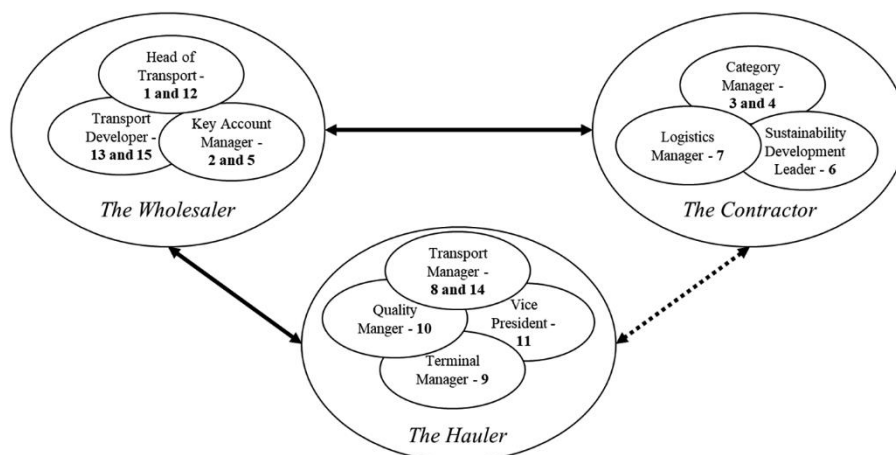 Head of
Transport -
1 and 12
Transport
Developer -
13 and 15
Key Account
Manager -
2 and 5
The Wholesaler
Category
Manager -
3 and 4
Logistics
Manager - 7
Sustainability
Development
Leader - 6
The Contractor
Transport
Manager -
8 and 14
Quality
Manger - 10
Vice
President -
11
Terminal
Manager - 9
The Hauler